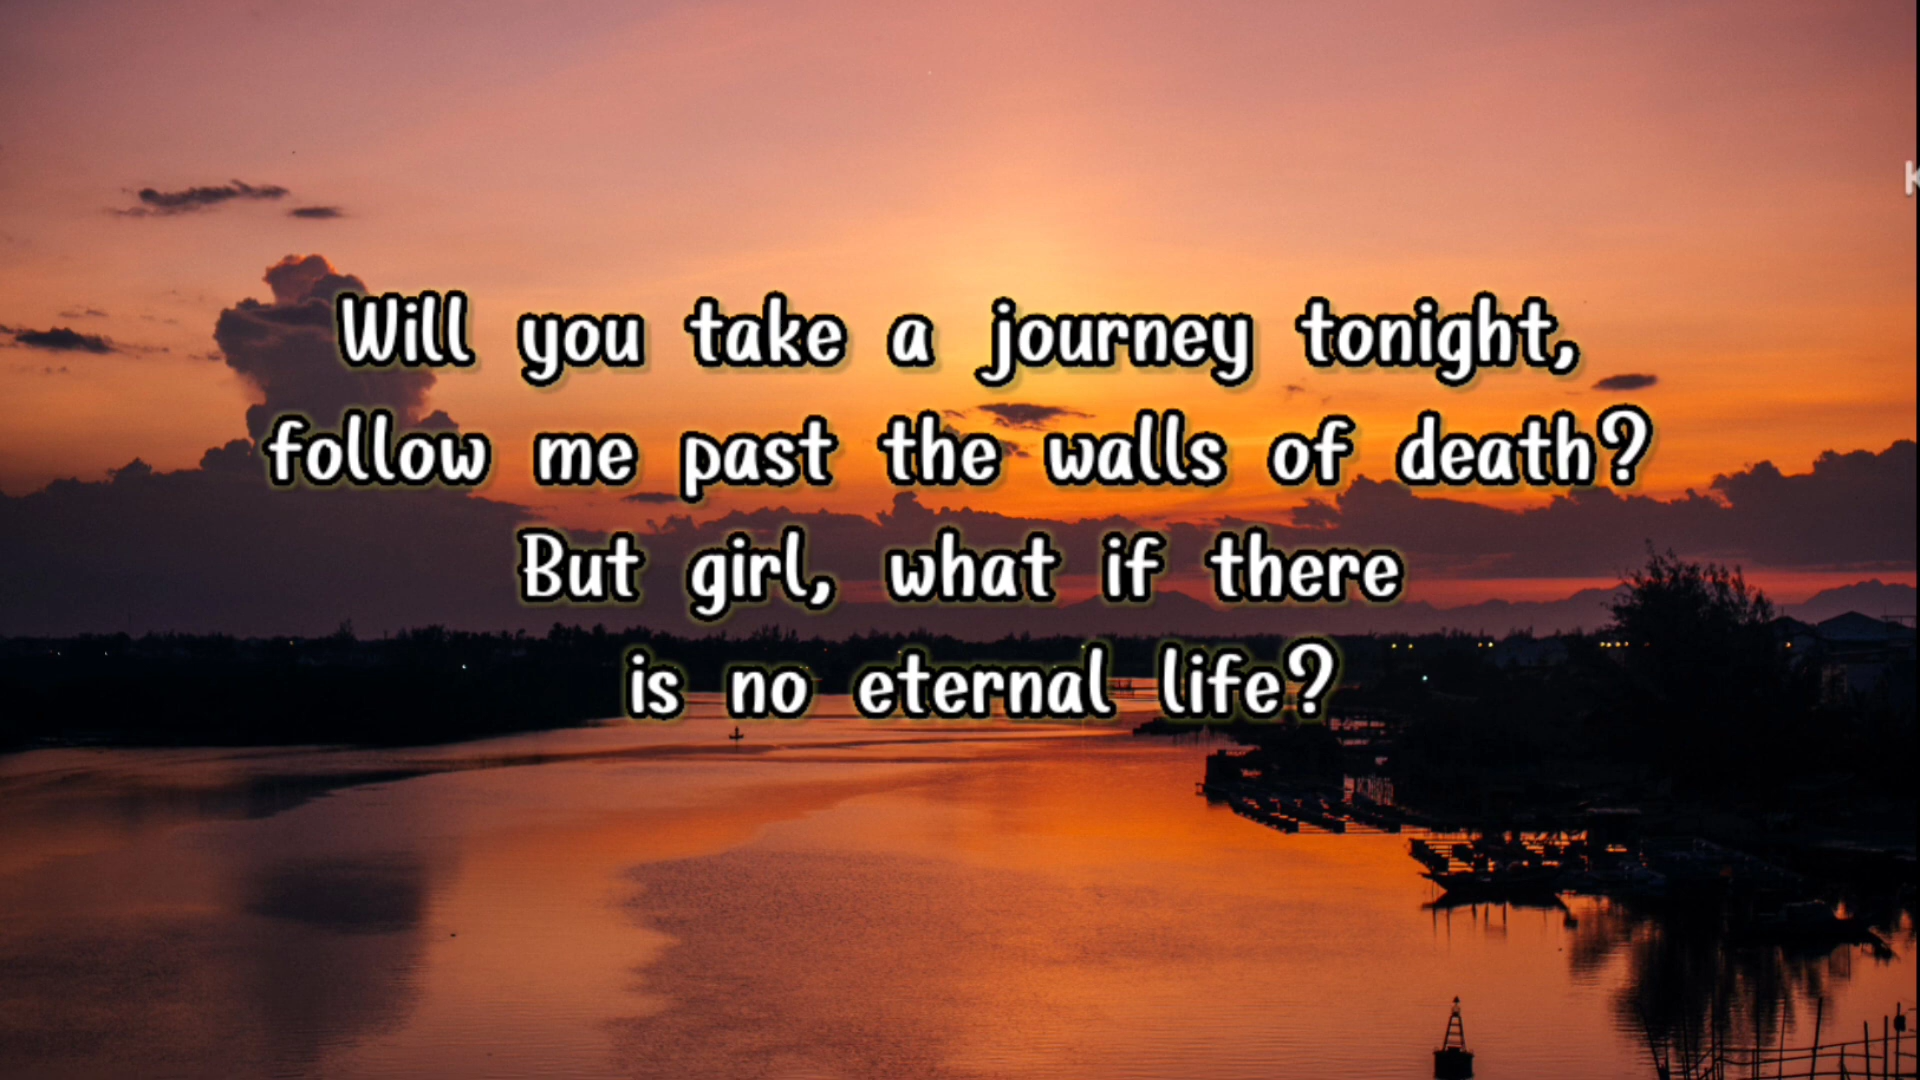 Will you take a journey tonight,
follow me past the walls of death?
But girl, what if there
is no eternal life?